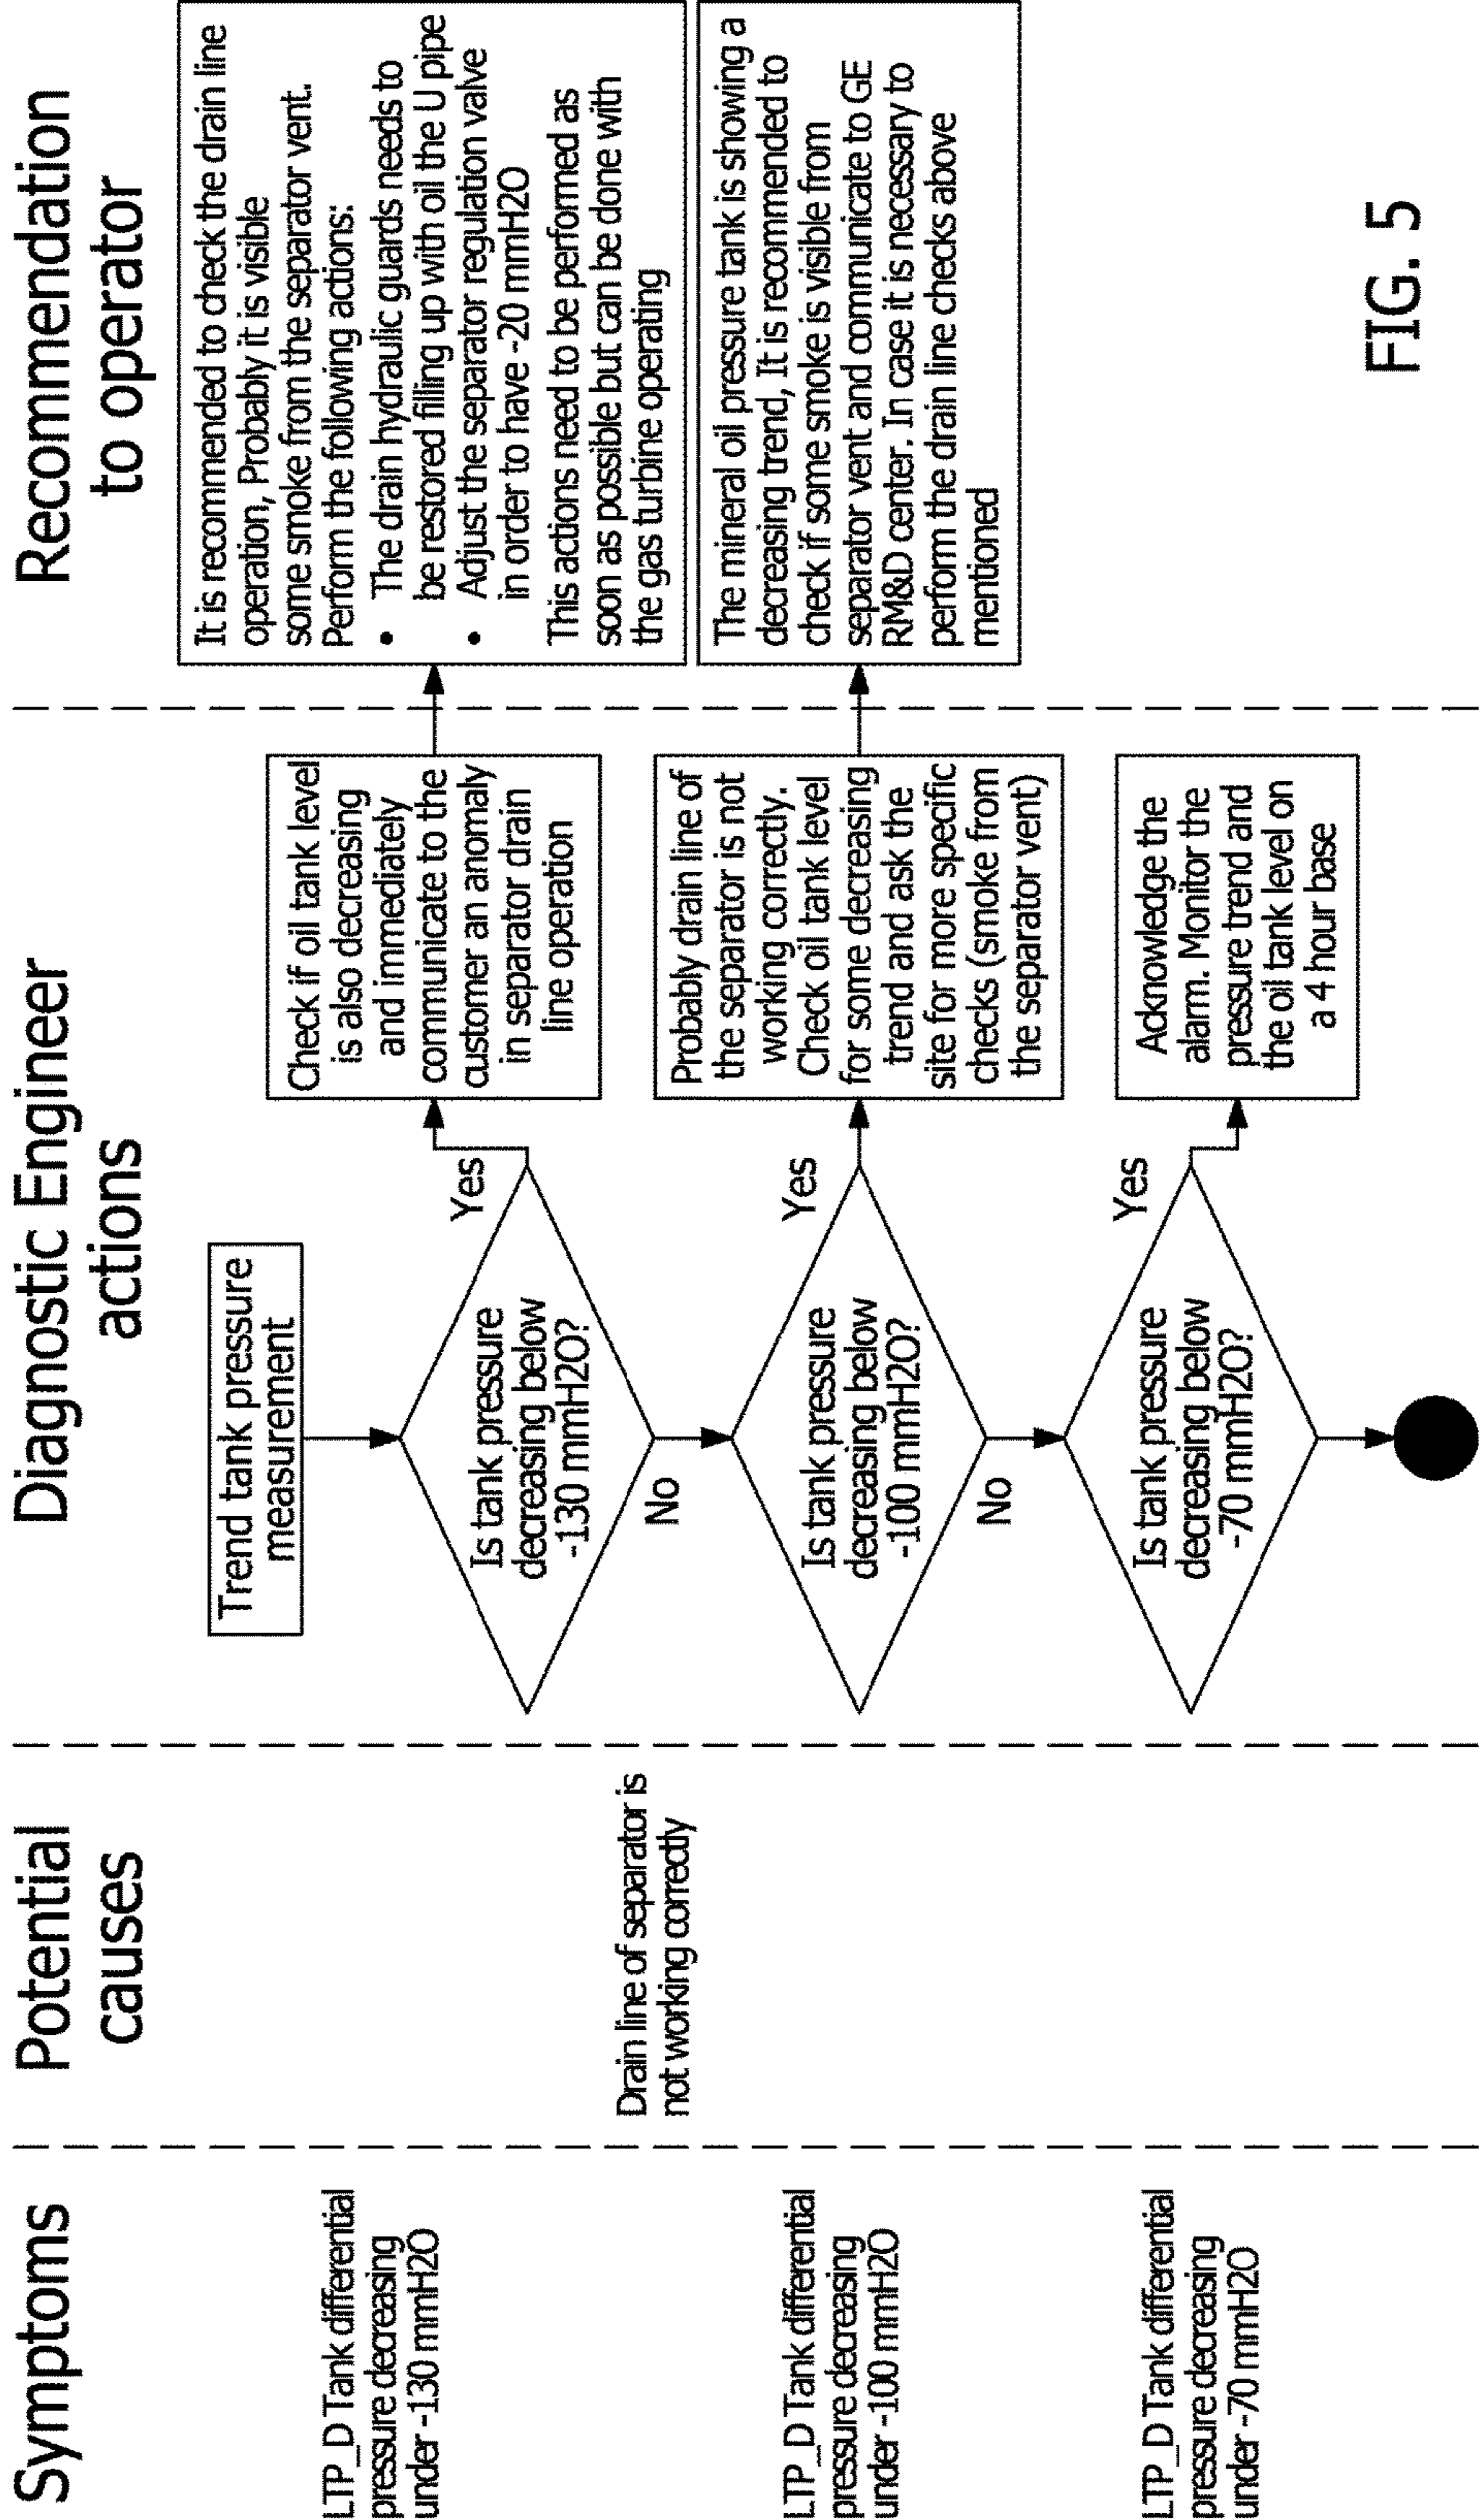 Symptoms
Potential
causes
Diagnostic Engineer
actions
Recommendation
to operator
LTP_D Tank differential
pressure decreasing
under -130 mmH2O
LTP_D Tank differential
pressure decreasing
under -100 mmH2O
LTP_D Tank differential
pressure decreasing
under -70 mmH2O
Drain line of separator is
not working correctly
Trend tank pressure
measurement
Is tank pressure
decreasing below
-130 mmH2O?
Yes
No
Check if oil tank level
is also decreasing
and immediately
communicate to the
customer an anomaly
in separator drain
line operation
It is recommended to check the drain line
operation, Probably it is visible
some smoke from the separator vent.
Perform the following actions:
• The drain hydraulic guards needs to
be restored filling up with oil the U pipe
• Adjust the separator regulation valve
in order to have -20 mmH2O
This actions need to be performed as
soon as possible but can be done with
the gas turbine operating
Is tank pressure
decreasing below
-100 mmH2O?
Yes
No
Probably drain line of
the separator is not
working correctly.
Check oil tank level
for some decreasing
trend and ask the
site for more specific
checks (smoke from
the separator vent)
The mineral oil pressure tank is showing a
decreasing trend, It is recommended to
check if some smoke is visible from
separator vent and communicate to GE
RM&D center. In case it is necessary to
perform the drain line checks above
mentioned
Is tank pressure
decreasing below
-70 mmH2O?
Yes
Acknowledge the
alarm. Monitor the
pressure trend and
the oil tank level on
a 4 hour base
FIG. 5